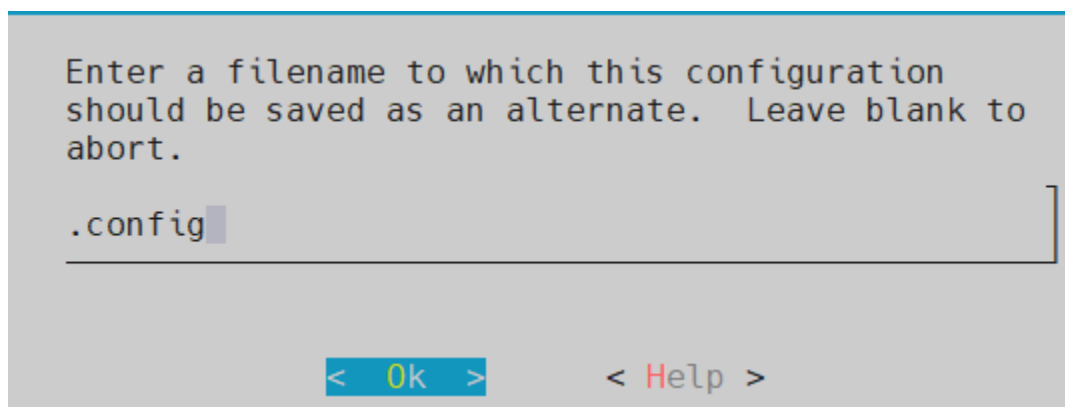 Enter a filename to which this configuration
should be saved as an alternate.  Leave blank to
abort.
.config
<  Ok  >
< Help >